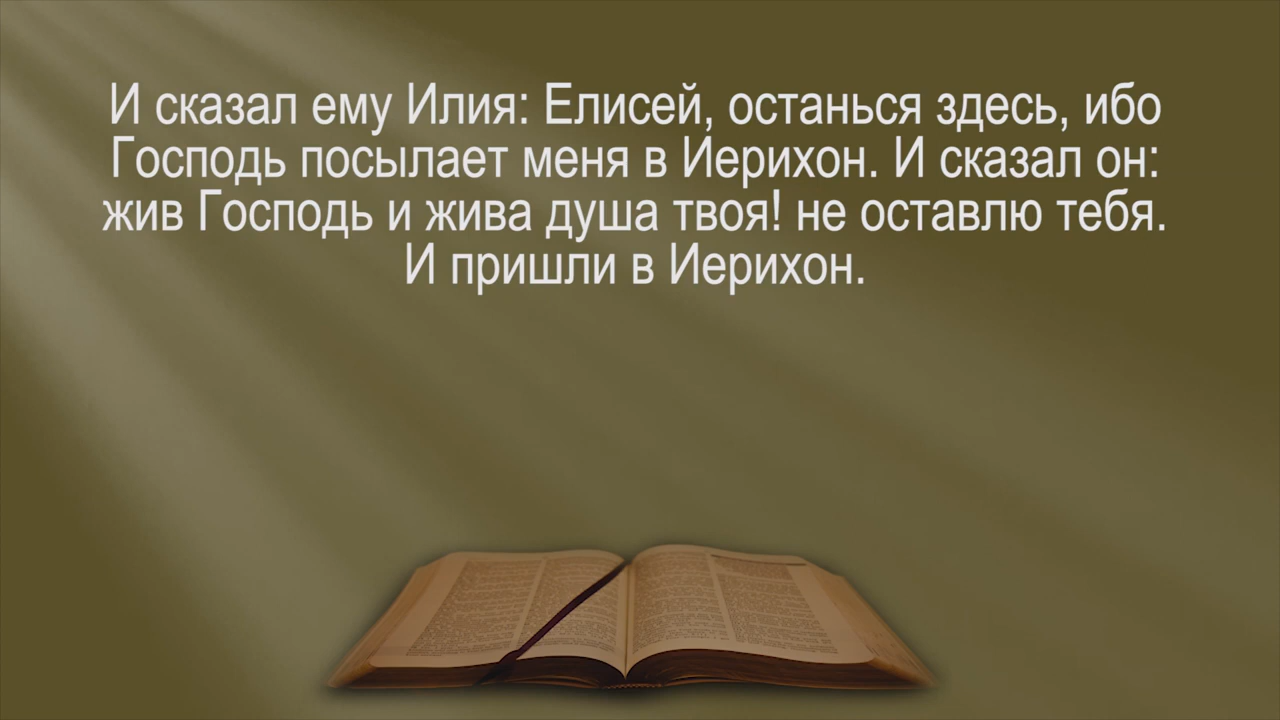 И сказал ему Илия: Елисей, останься здесь, ибо
Господь посылает меня в Иерихон. И сказал он:
жив Господь и жива душа твоя! не оставлю тебя.
И пришли в Иерихон.